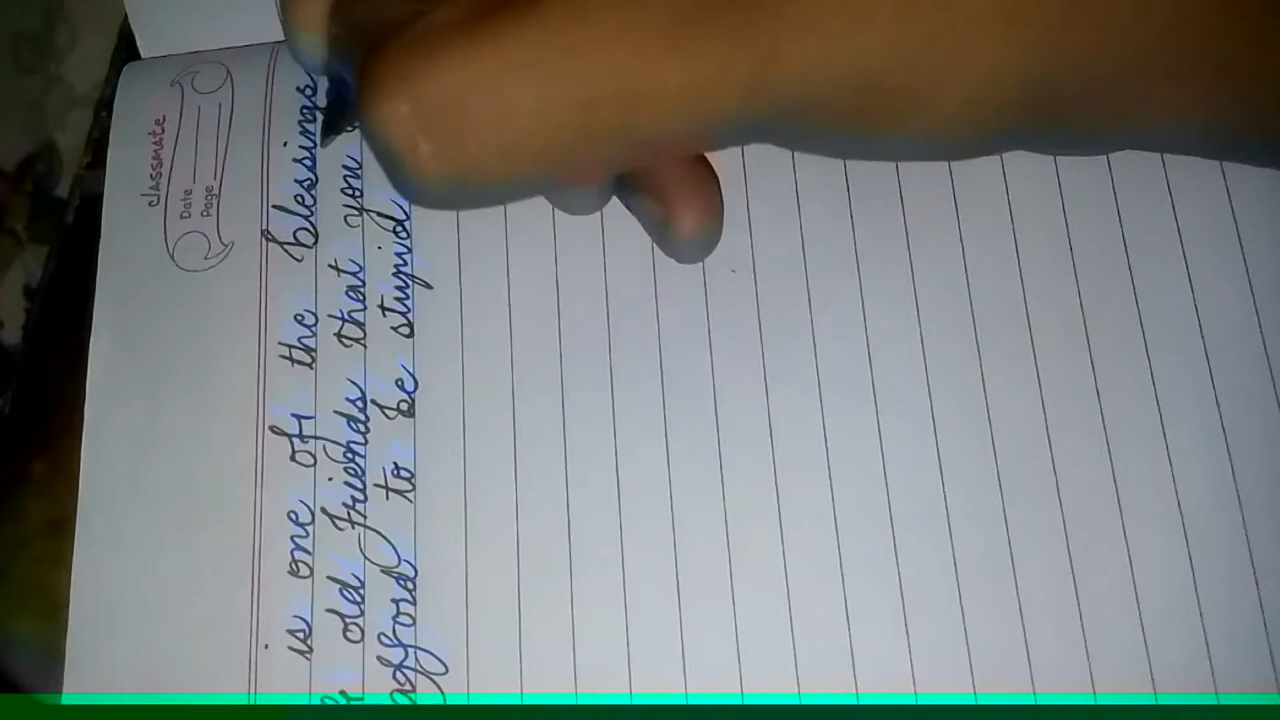 classmate
Date
Page
is one of the blessings
old friends that you
afford to be stupid